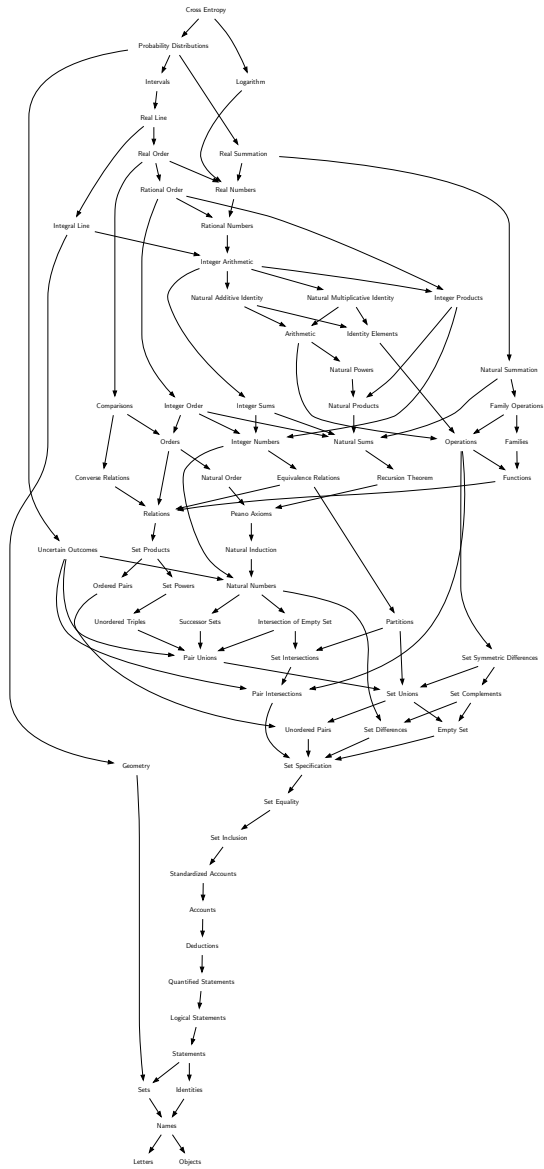 Cross Entropy
Probability Distributions
Intervals
Logarithm
Real Line
Real Order
Real Summation
Rational Order
Real Numbers
Integral Line
Rational Numbers
Integer Arithmetic
Natural Additive Identity
Natural Multiplicative Identity
Integer Products
Arithmetic
Identity Elements
Natural Powers
Natural Summation
Comparisons
Integer Order
Integer Sums
Natural Products
Family Operations
Orders
Integer Numbers
Natural Sums
Operations
Families
Converse Relations
Natural Order
Equivalence Relations
Recursion Theorem
Functions
Relations
Peano Axioms
Uncertain Outcomes
Set Products
Natural Induction
Ordered Pairs
Set Powers
Natural Numbers
Unordered Triples
Successor Sets
Intersection of Empty Set
Partitions
Pair Unions
Set Intersections
Set Symmetric Differences
Pair Intersections
Set Unions
Set Complements
Unordered Pairs
Set Differences
Empty Set
Geometry
Set Specification
Set Equality
Set Inclusion
Standardized Accounts
Accounts
Deductions
Quantified Statements
Logical Statements
Statements
Sets
Identities
Names
Letters
Objects